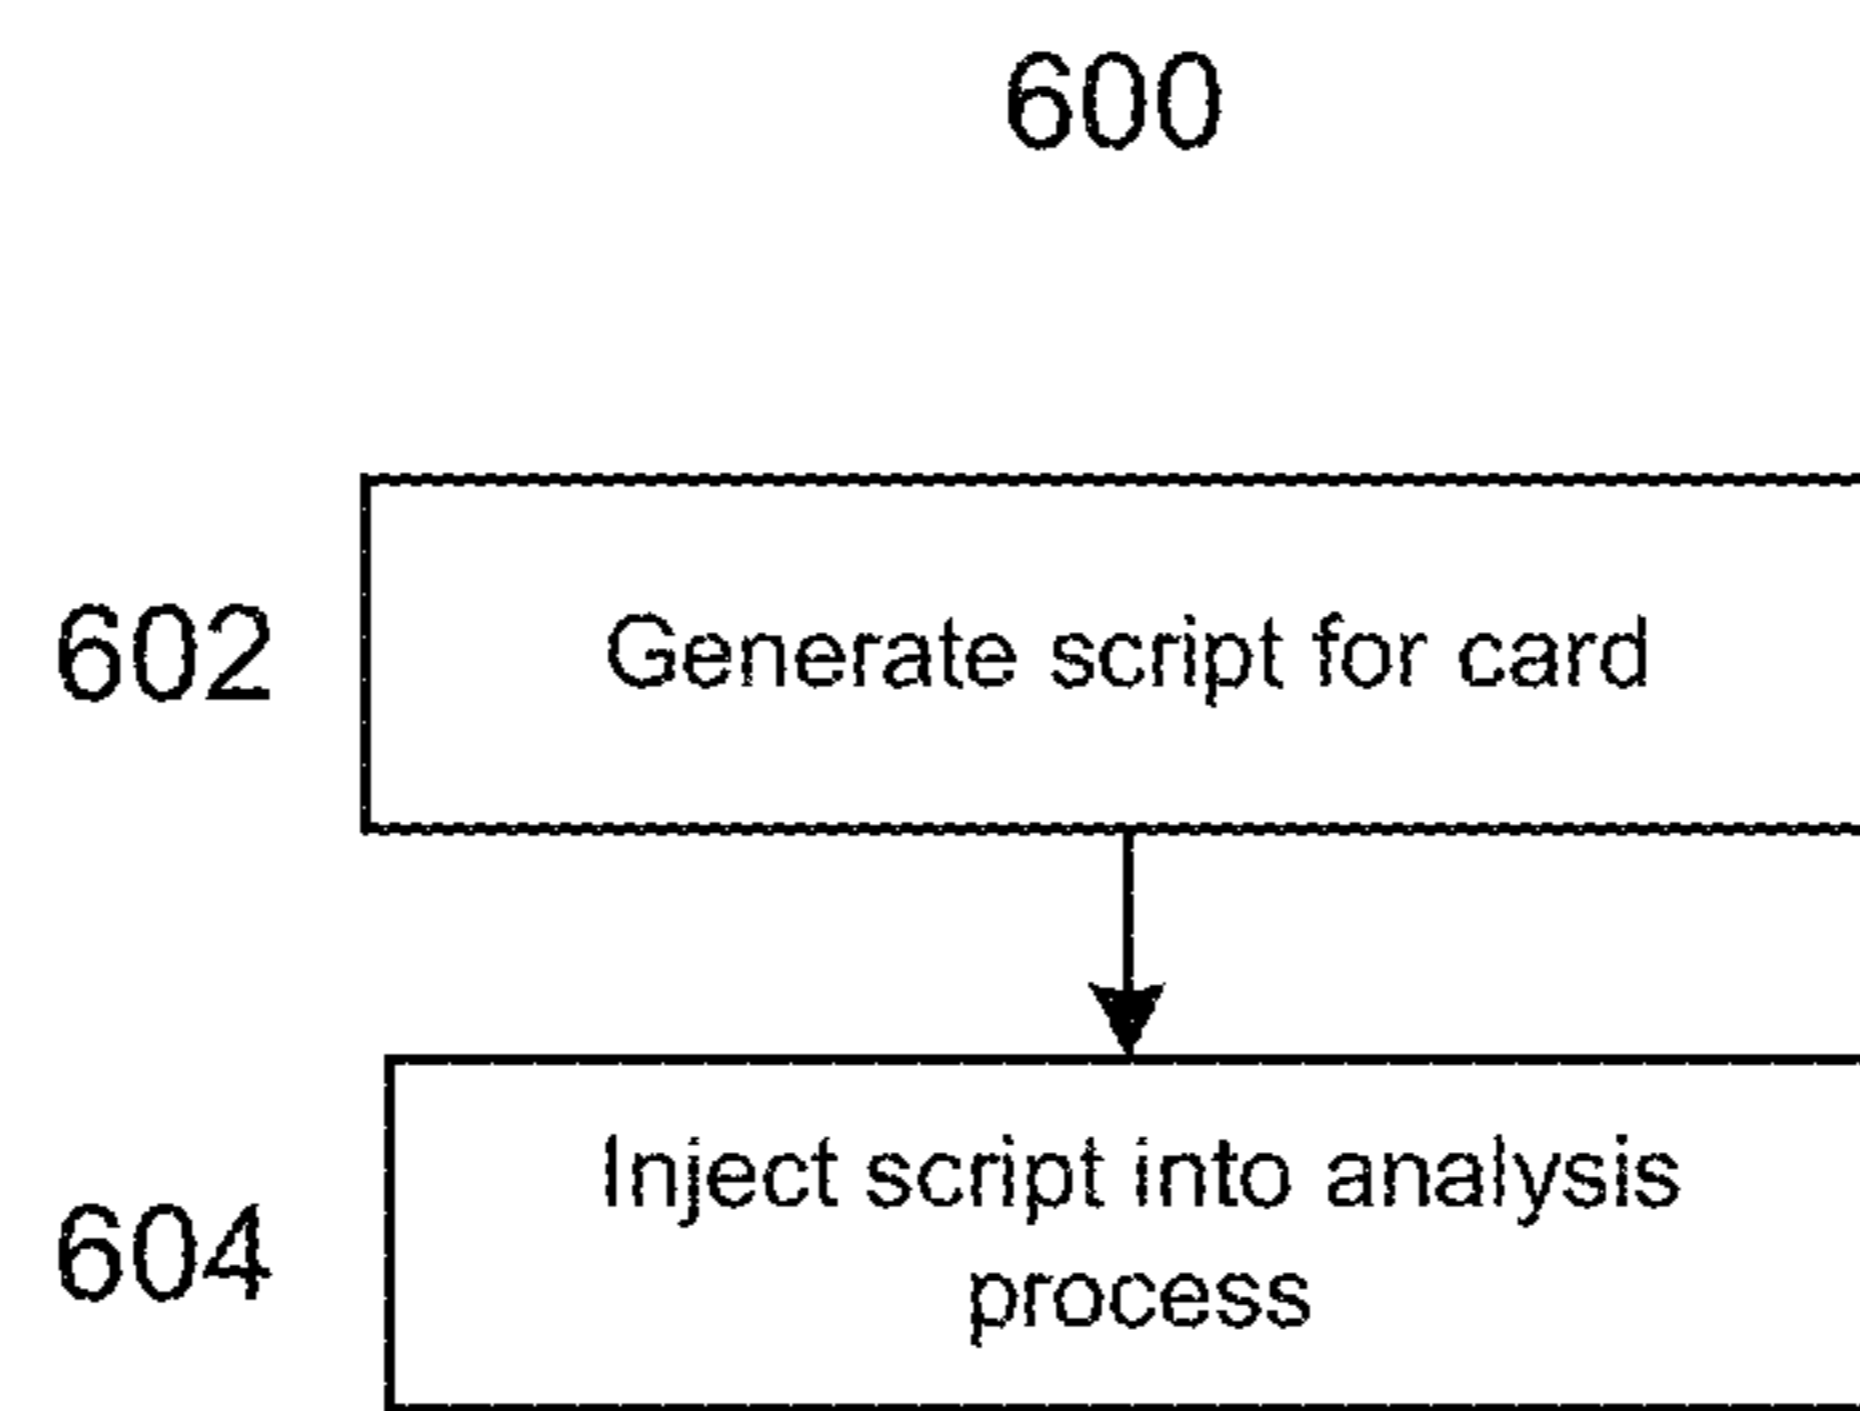 600
602
Generate script for card
604
Inject script into analysis
process